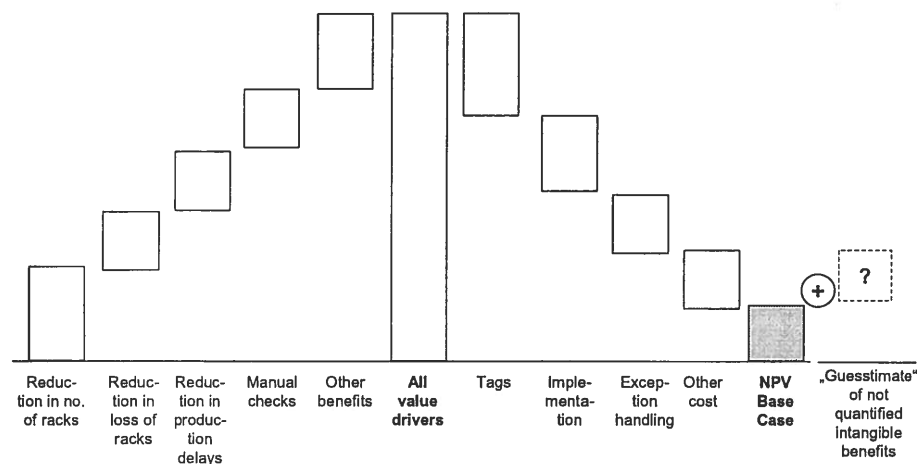 ?
+
Reduc-
tion in no.
of racks
Reduc-
tion in
loss of
racks
Reduc-
tion in
produc-
tion
delays
Manual
checks
Other
benefits
All
value
drivers
Tags
Imple-
menta-
tion
Excep-
tion
handling
Other
cost
NPV
Base
Case
„Guesstimate“
of not
quantified
intangible
benefits